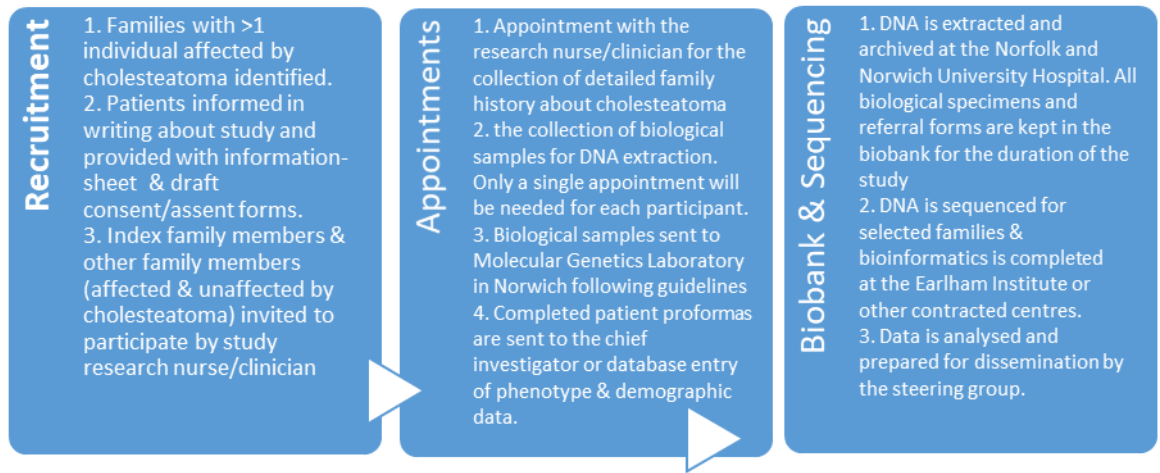 Recruitment
1. Families with >1
individual affected by
cholesteatoma identified.
2. Patients informed in
writing about study and
provided with information-
sheet & draft
consent/assent forms.
3. Index family members &
other family members
(affected & unaffected by
cholesteatoma) invited to
participate by study
research nurse/clinician
Appointments
1. Appointment with the
research nurse/clinician for the
collection of detailed family
history about cholesteatoma
2. the collection of biological
samples for DNA extraction.
Only a single appointment will
be needed for each participant.
3. Biological samples sent to
Molecular Genetics Laboratory
in Norwich following guidelines
4. Completed patient proformas
are sent to the chief
investigator or database entry
of phenotype & demographic
data.
Biobank & Sequencing
1. DNA is extracted and
archived at the Norfolk and
Norwich University Hospital. All
biological specimens and
referral forms are kept in the
biobank for the duration of the
study
2. DNA is sequenced for
selected families &
bioinformatics is completed
at the Earlham Institute or
other contracted centres.
3. Data is analysed and
prepared for dissemination by
the steering group.